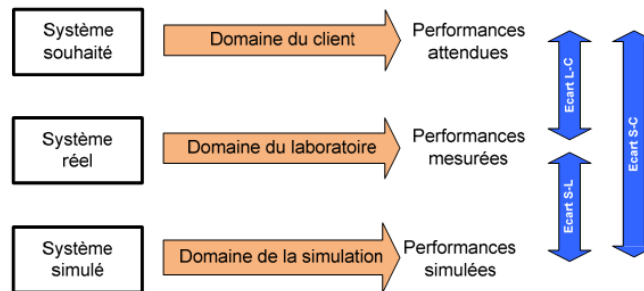 Système
souhaité
Domaine du client
Performances
attendues
Ecart L-C
Ecart S-C
Système
réel
Domaine du laboratoire
Performances
mesurées
Ecart S-L
Système
simulé
Domaine de la simulation
Performances
simulées